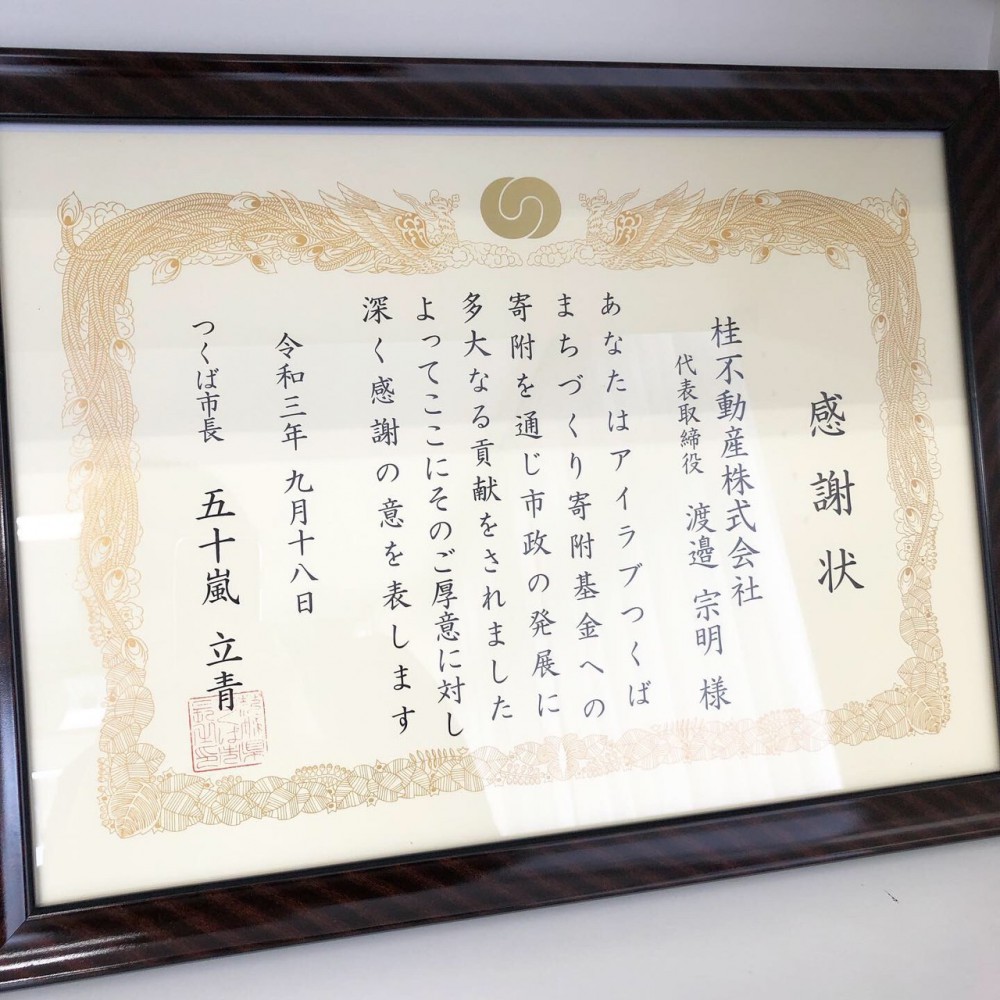 感謝状
桂不動産株式会社
代表取締役 渡邉 宗明 様
あなたはアイラブつくば
まちづくり寄附基金への
寄附を通じ市政の発展に
多大なる貢献をされました
よってここにそのご厚意に対し
深く感謝の意を表します
令和三年 九月十八日
つくば市長 五十嵐 立青